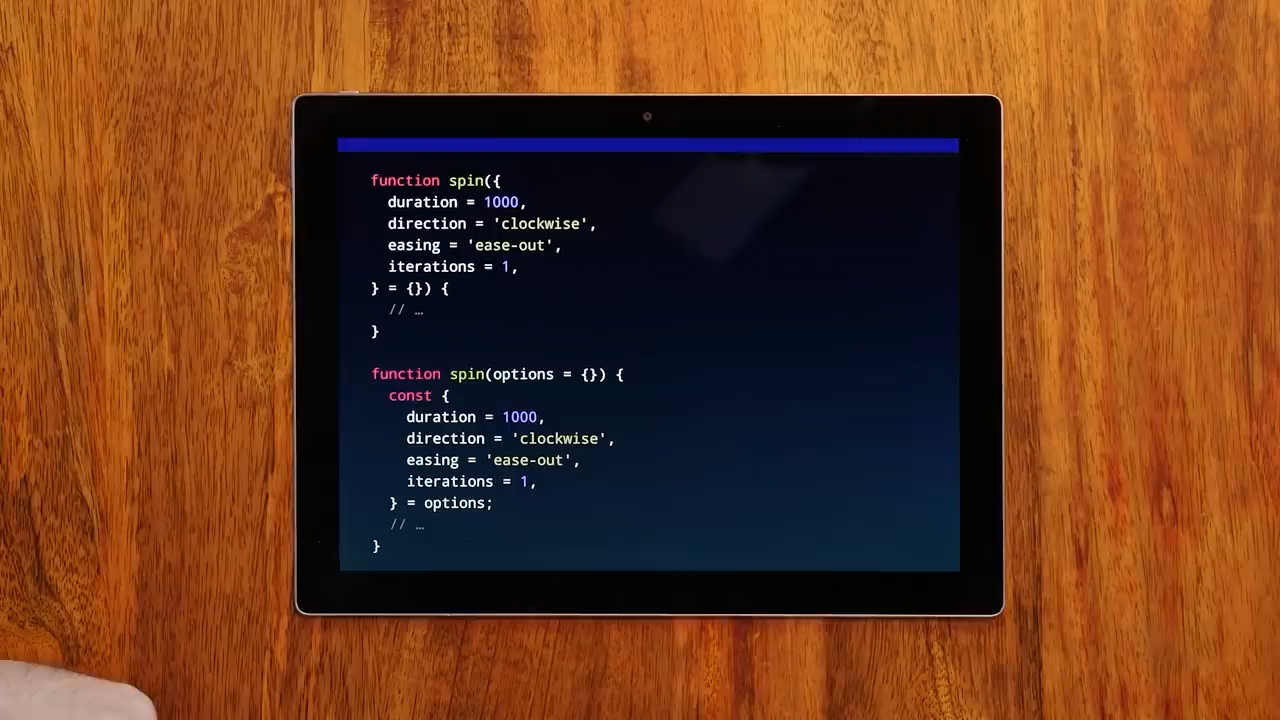 function spin({
  duration = 1000,
  direction = 'clockwise',
  easing = 'ease-out',
  iterations = 1,
} = {}) {
  // …
}

function spin(options = {}) {
  const {
    duration = 1000,
    direction = 'clockwise',
    easing = 'ease-out',
    iterations = 1,
  } = options;
  // …
}